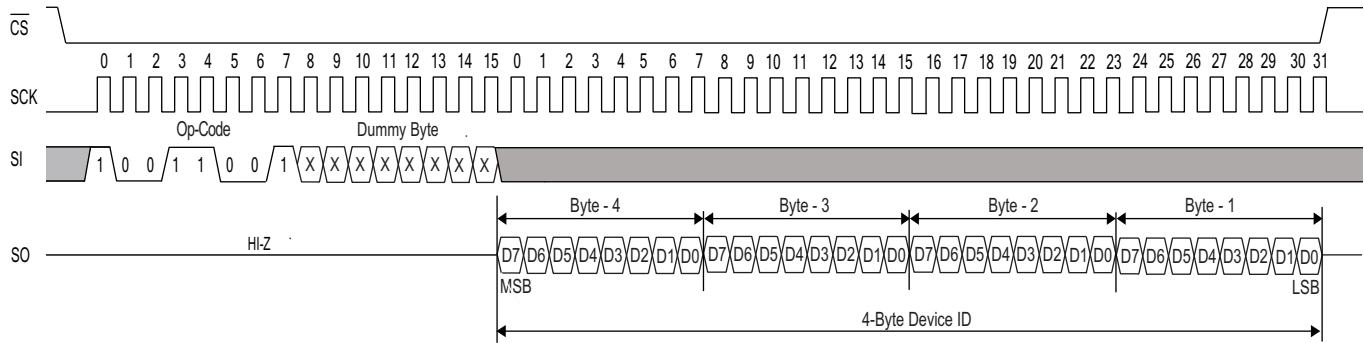 CS
0 1 2 3 4 5 6 7 8 9 10 11 12 13 14 15 0 1 2 3 4 5 6 7 8 9 10 11 12 13 14 15 16 17 18 19 20 21 22 23 24 25 26 27 28 29 30 31
SCK
Op-Code Dummy Byte
SI 1 0 0 1 1 0 0 1 X X X X X X X X
Byte - 4 Byte - 3 Byte - 2 Byte - 1
HI-Z
SO D7 D6 D5 D4 D3 D2 D1 D0 D7 D6 D5 D4 D3 D2 D1 D0 D7 D6 D5 D4 D3 D2 D1 D0 D7 D6 D5 D4 D3 D2 D1 D0
MSB LSB
4-Byte Device ID